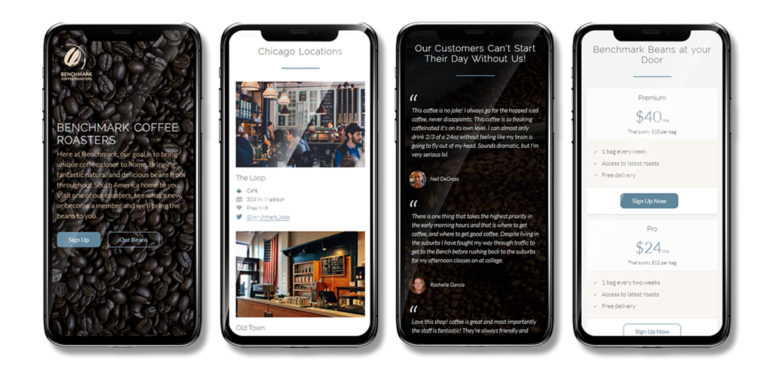 BENCHMARK
COFFEE ROASTERS
BENCHMARK COFFEE
ROASTERS
Here at Benchmark, our goal is to bring
unique coffee closer to home. Bringing
fantastic natural and delicious beans from
throughout South America home to you.
Visit one of our roasters, see what's new,
or become a member and we'll bring the
beans to you.
Sign Up
Our Beans
Chicago Locations
The Loop
Café
303 W. Madison
Free Wifi
@benchmark_loop
Old Town
Our Customers Can't Start
Their Day Without Us!
“
This coffee is no joke! I always go for the hopped iced
coffee, never disappoints. This coffee is so freaking
caffeinated it's on its own level. I can almost only
drink 2/3 of a 24oz without feeling like my brain is
going to fly out of my head. Sounds dramatic, but I'm
very serious lol.
Neil DeGrass
“
There is one thing that takes the highest priority in
the early morning hours and that is where to get
coffee, and where to get good coffee. Despite living in
the suburbs I have fought my way through traffic to
get to the Bench before rushing back to the suburbs
for my afternoon classes on at college.
Rachelle Garcia
“
Love this shop! coffee is great and most importantly
the staff is fantastic! They're always friendly and
Benchmark Beans at your
Door
Premium
$40/mo
That's only $10 per bag
1 bag every week
Access to latest roasts
Free delivery
Sign Up Now
Pro
$24/mo
That's only $12 per bag
1 bag every two weeks
Access to latest roasts
Free delivery
Sign Up Now